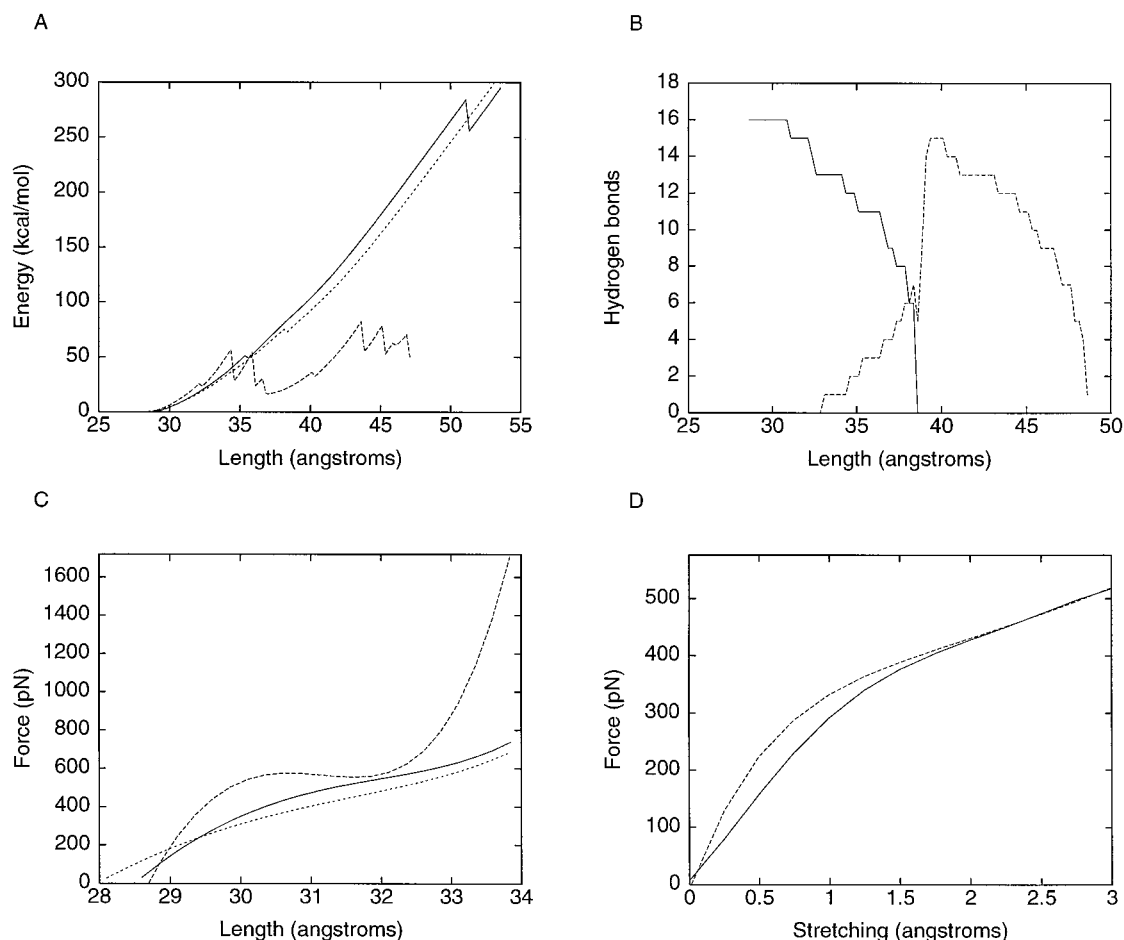 A
300
250
200
150
100
50
0
Energy (kcal/mol)
25 30 35 40 45 50 55
Length (angstroms)
B
18
16
14
12
10
8
6
4
2
0
Hydrogen bonds
25 30 35 40 45 50
Length (angstroms)
C
1600
1400
1200
1000
800
600
400
200
0
Force (pN)
28 29 30 31 32 33 34
Length (angstroms)
D
500
400
300
200
100
0
Force (pN)
0 0.5 1 1.5 2 2.5 3
Stretching (angstroms)